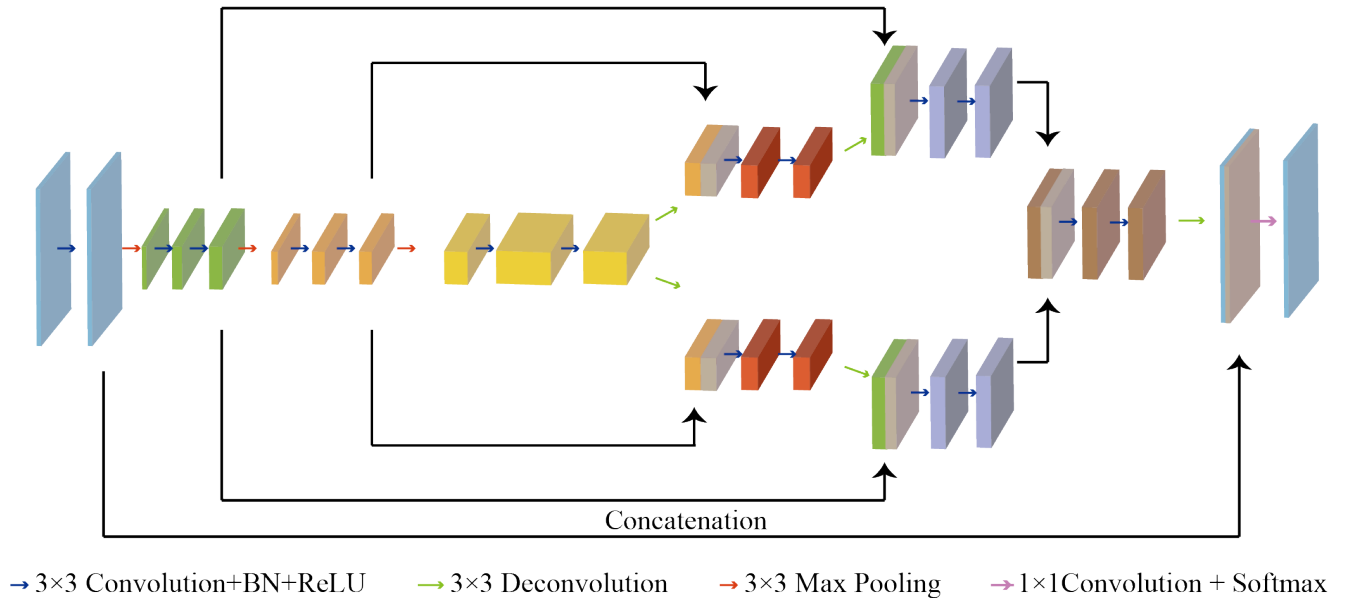 Concatenation
3×3 Convolution+BN+ReLU
3×3 Deconvolution
3×3 Max Pooling
1×1Convolution + Softmax